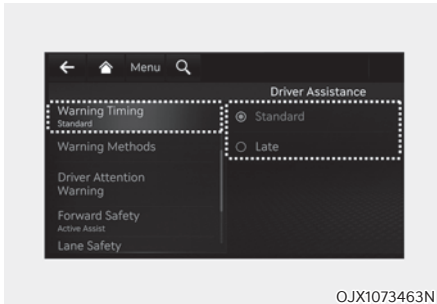 Menu
Driver Assistance
Warning Timing
Standard
Standard
Warning Methods
Late
Driver Attention
Warning
Forward Safety
Active Assist
Lane Safety
OJX1073463N